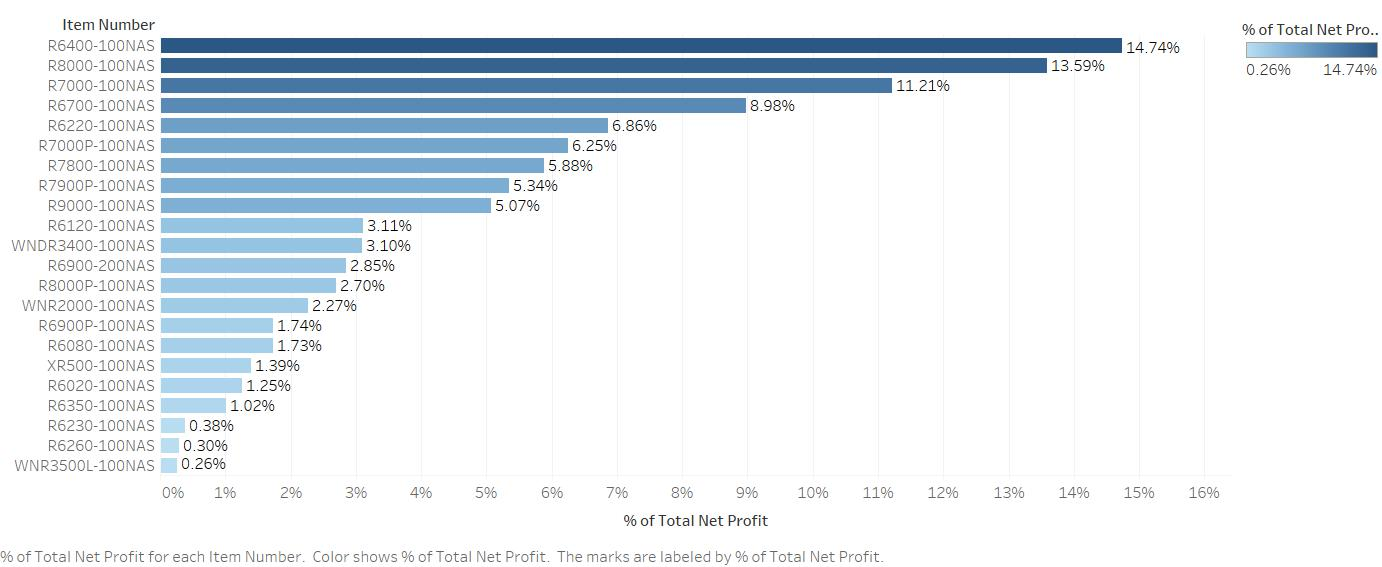 Item Number
% of Total Net Pro..
0.26% 14.74%
R6400-100NAS 14.74%
R8000-100NAS 13.59%
R7000-100NAS 11.21%
R6700-100NAS 8.98%
R6220-100NAS 6.86%
R7000P-100NAS 6.25%
R7800-100NAS 5.88%
R7900P-100NAS 5.34%
R9000-100NAS 5.07%
R6120-100NAS 3.11%
WNDR3400-100NAS 3.10%
R6900-200NAS 2.85%
R8000P-100NAS 2.70%
WNR2000-100NAS 2.27%
R6900P-100NAS 1.74%
R6080-100NAS 1.73%
XR500-100NAS 1.39%
R6020-100NAS 1.25%
R6350-100NAS 1.02%
R6230-100NAS 0.38%
R6260-100NAS 0.30%
WNR3500L-100NAS 0.26%
0% 1% 2% 3% 4% 5% 6% 7% 8% 9% 10% 11% 12% 13% 14% 15% 16%
% of Total Net Profit
% of Total Net Profit for each Item Number. Color shows % of Total Net Profit. The marks are labeled by % of Total Net Profit.